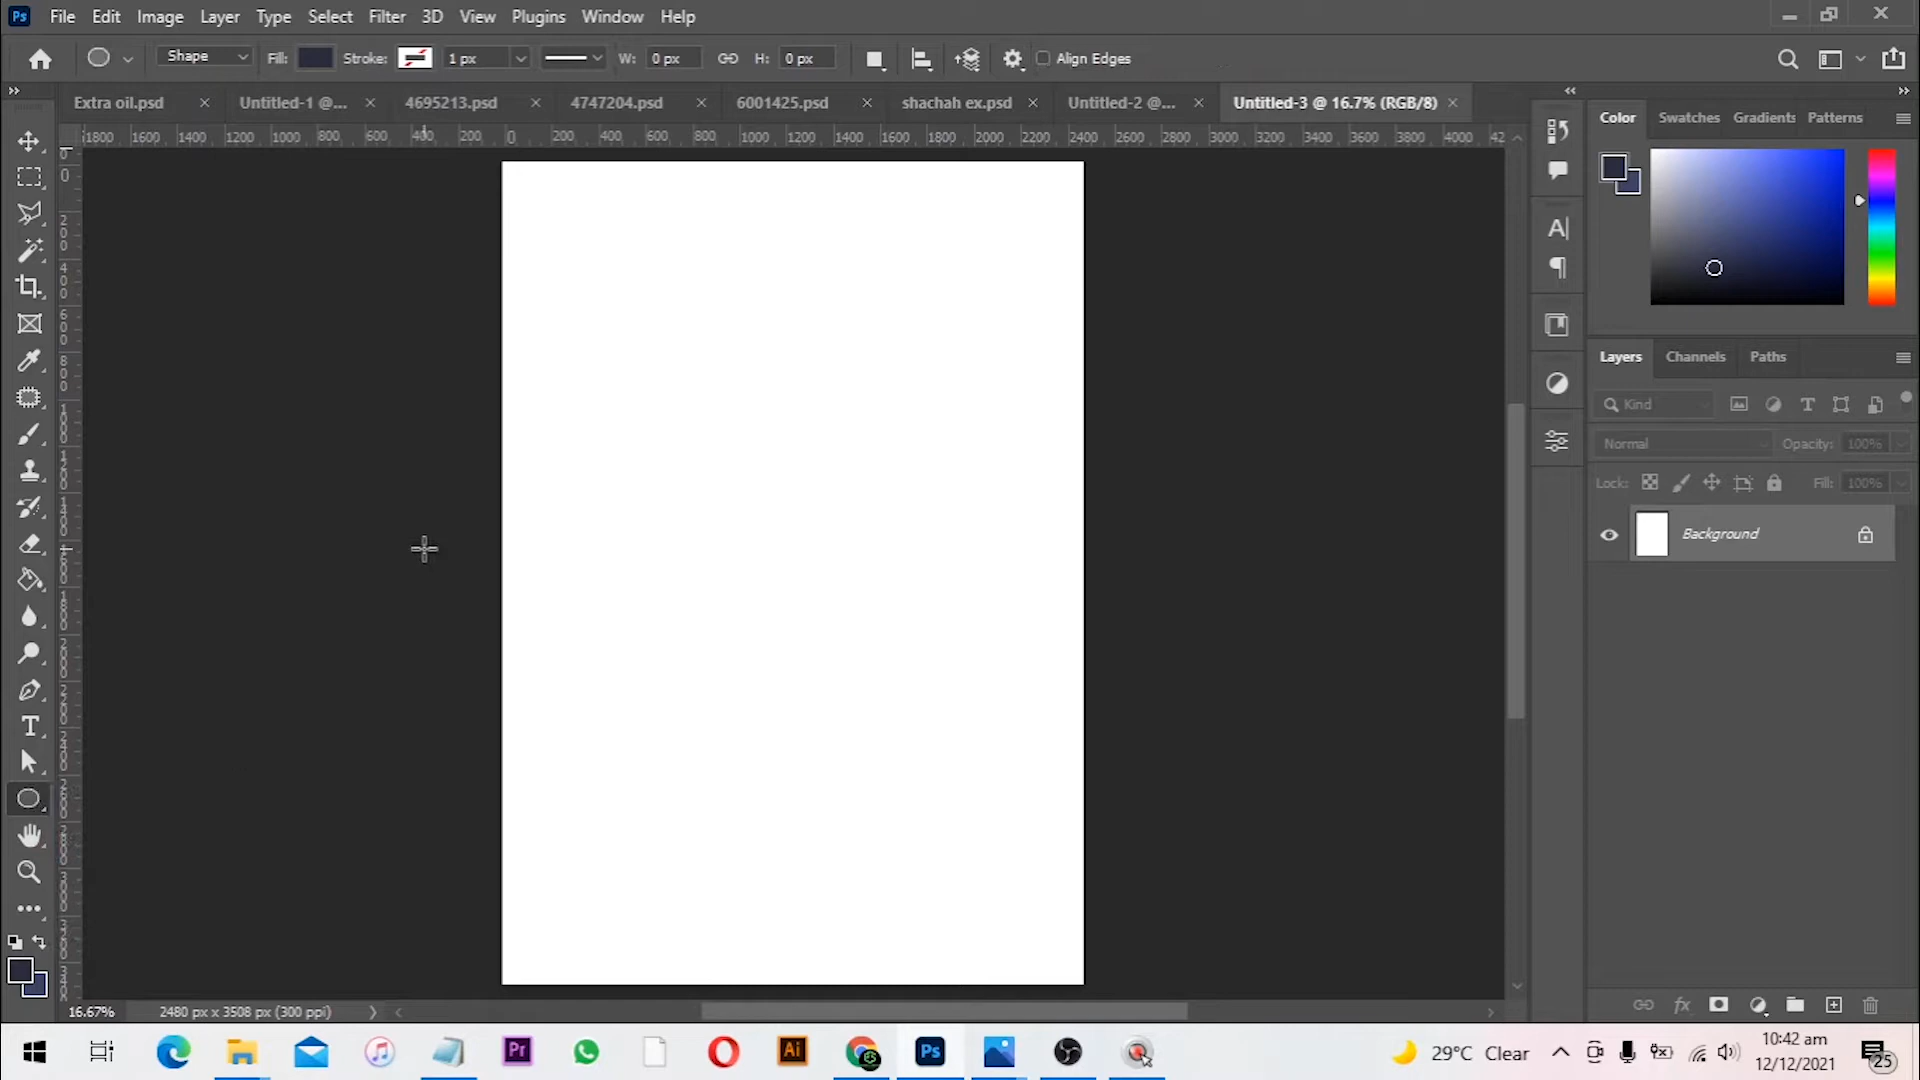 Ps File Edit Image Layer Type Select Filter 3D View Plugins Window Help
Shape Fill: Stroke: 1 px W: 0 px H: 0 px Align Edges
Extra oil.psd Untitled-1 @... 4695213.psd 4747204.psd 6001425.psd shachah ex.psd Untitled-2 @... Untitled-3 @ 16.7% (RGB/8)
1800 1600 1400 1200 1000 800 600 400 200 0 200 400 600 800 1000 1200 1400 1600 1800 2000 2200 2400 2600 2800 3000 3200 3400 3600 3800 4000 42
Color Swatches Gradients Patterns
Layers Channels Paths
Kind
Normal Opacity: 100%
Lock: Fill: 100%
Background
16.67% 2480 px x 3508 px (300 ppi)
Pr Ai Ps 29°C Clear 10:42 am
12/12/2021
25